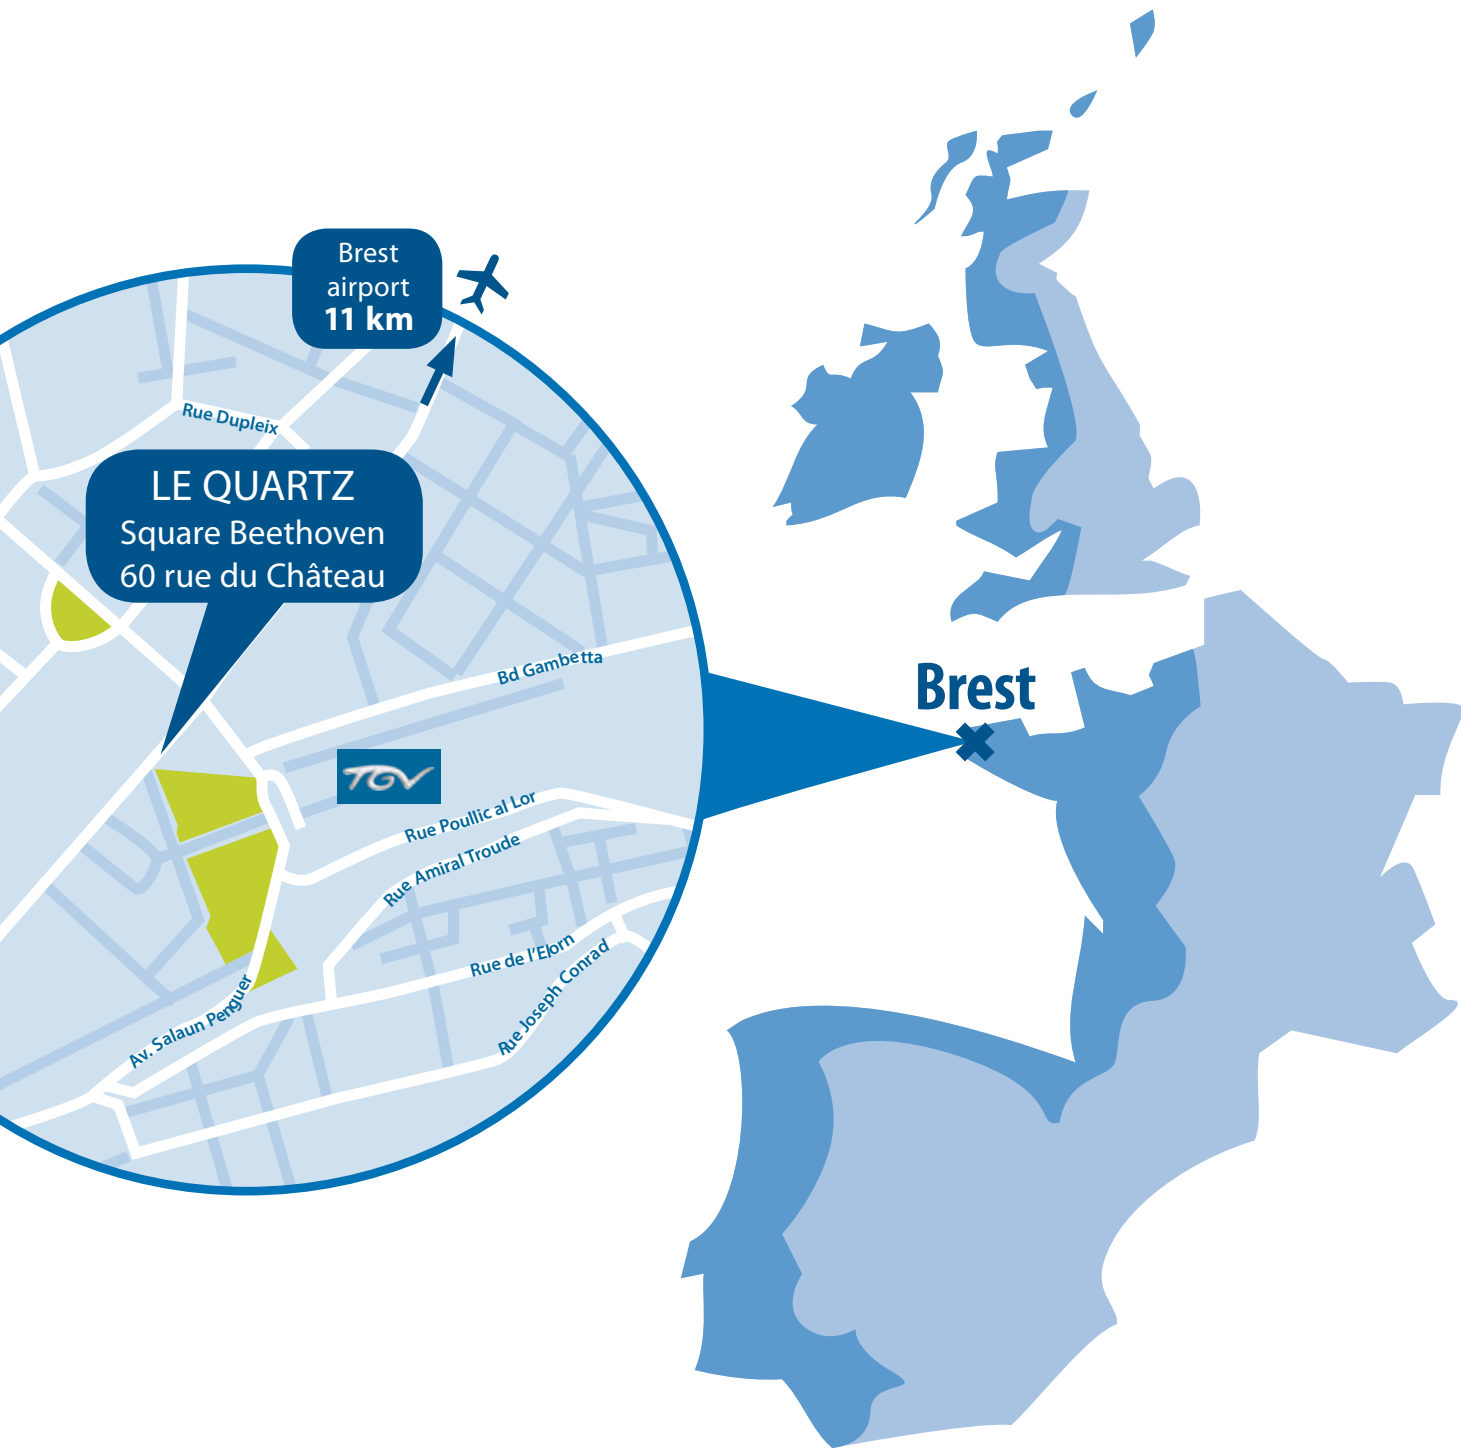 Brest
airport
11 km
Rue Dupleix
LE QUARTZ
Square Beethoven
60 rue du Château
Bd Gambetta
Brest
TGV
Rue Poullic al Lor
Rue Amiral Troude
Rue de l'Elorn
Rue Joseph Conrad
Av. Salaun Penguer